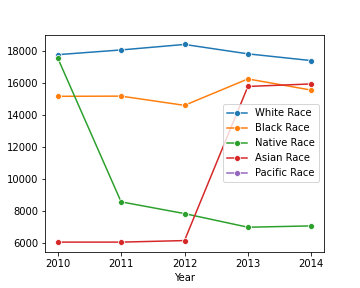 18000
16000
14000
12000
10000
8000
6000
White Race
Black Race
Native Race
Asian Race
Pacific Race
2010 2011 2012 2013 2014
Year